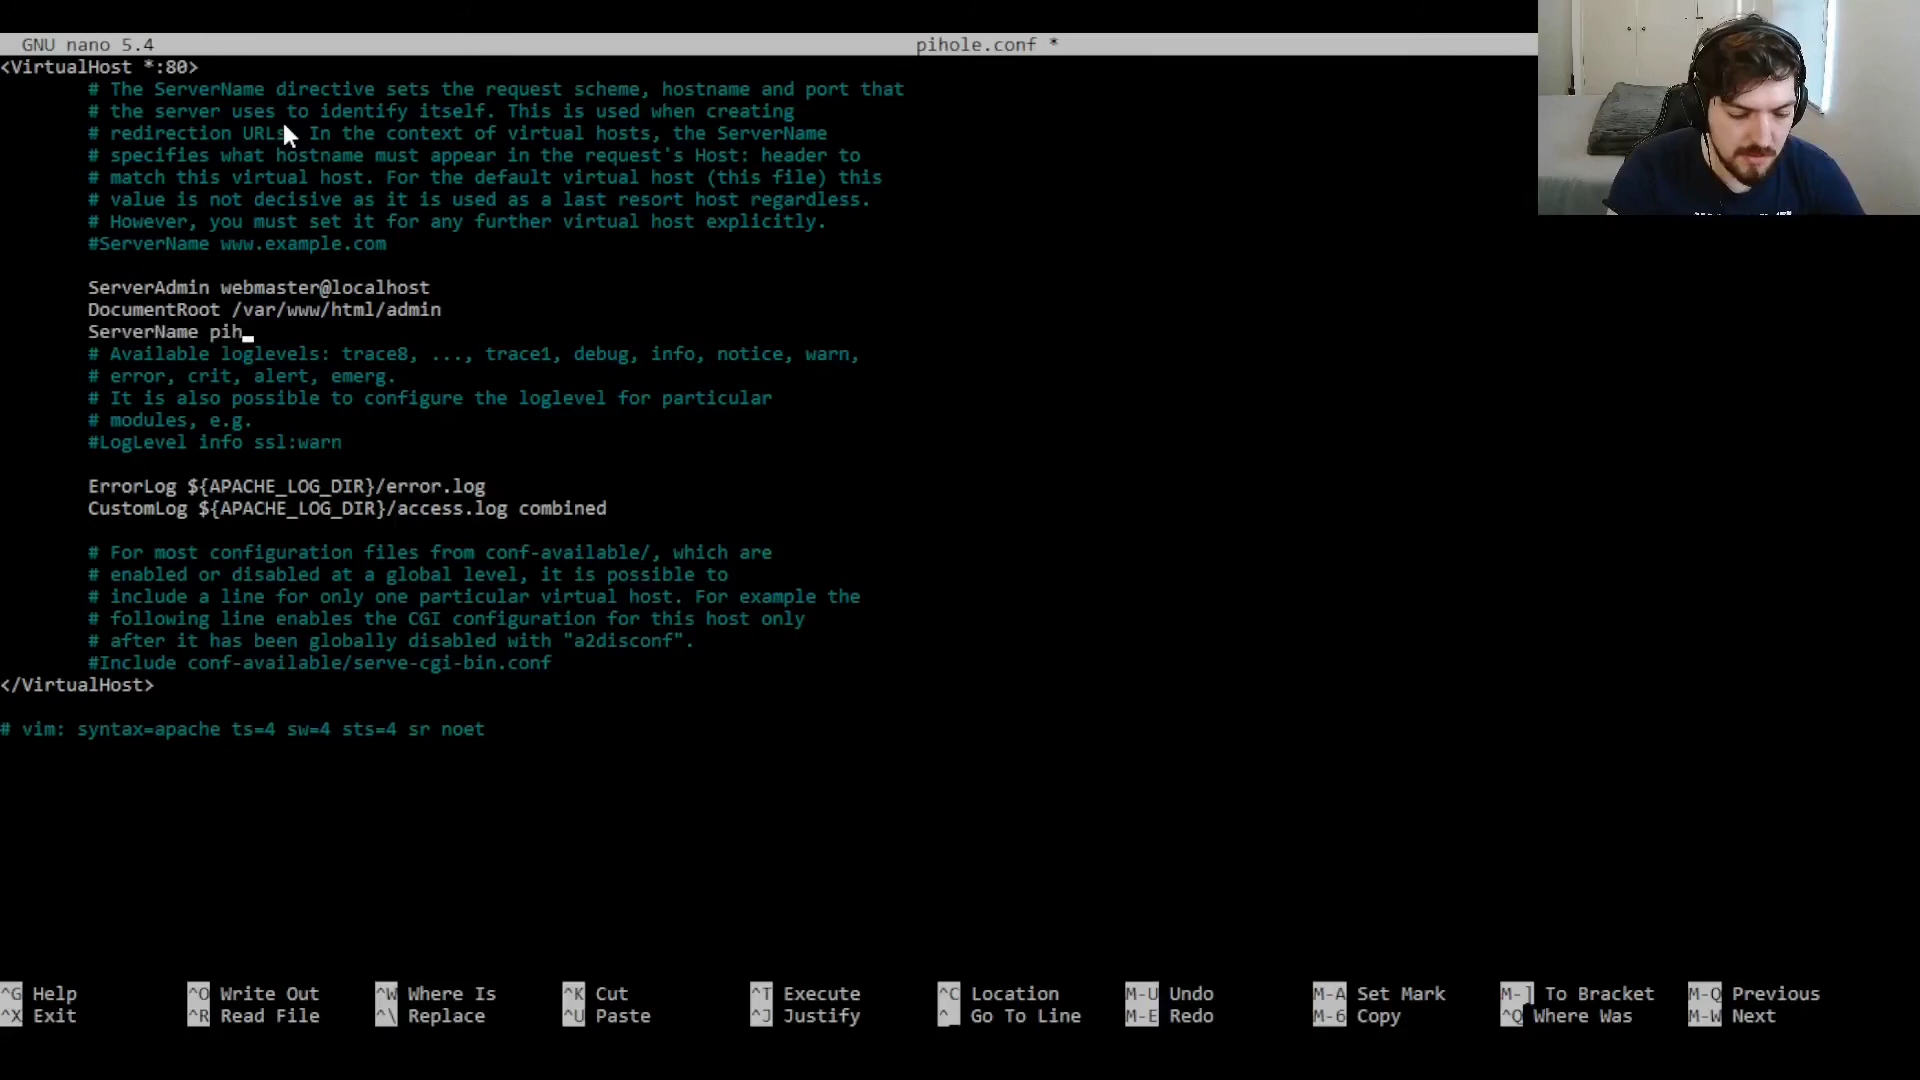 GNU nano 5.4 pihole.conf *
<VirtualHost *:80>
# The ServerName directive sets the request scheme, hostname and port that
# the server uses to identify itself. This is used when creating
# redirection URLs. In the context of virtual hosts, the ServerName
# specifies what hostname must appear in the request's Host: header to
# match this virtual host. For the default virtual host (this file) this
# value is not decisive as it is used as a last resort host regardless.
# However, you must set it for any further virtual host explicitly.
#ServerName www.example.com
ServerAdmin webmaster@localhost
DocumentRoot /var/www/html/admin
ServerName pih
# Available loglevels: trace8, ..., trace1, debug, info, notice, warn,
# error, crit, alert, emerg.
# It is also possible to configure the loglevel for particular
# modules, e.g.
#LogLevel info ssl:warn
ErrorLog ${APACHE_LOG_DIR}/error.log
CustomLog ${APACHE_LOG_DIR}/access.log combined
# For most configuration files from conf-available/, which are
# enabled or disabled at a global level, it is possible to
# include a line for only one particular virtual host. For example the
# following line enables the CGI configuration for this host only
# after it has been globally disabled with "a2disconf".
#Include conf-available/serve-cgi-bin.conf
</VirtualHost>
# vim: syntax=apache ts=4 sw=4 sts=4 sr noet
^G Help ^O Write Out ^W Where Is ^K Cut ^T Execute ^C Location M-U Undo M-A Set Mark M-] To Bracket M-Q Previous
^X Exit ^R Read File ^\ Replace ^U Paste ^J Justify ^_ Go To Line M-E Redo M-6 Copy ^Q Where Was M-W Next